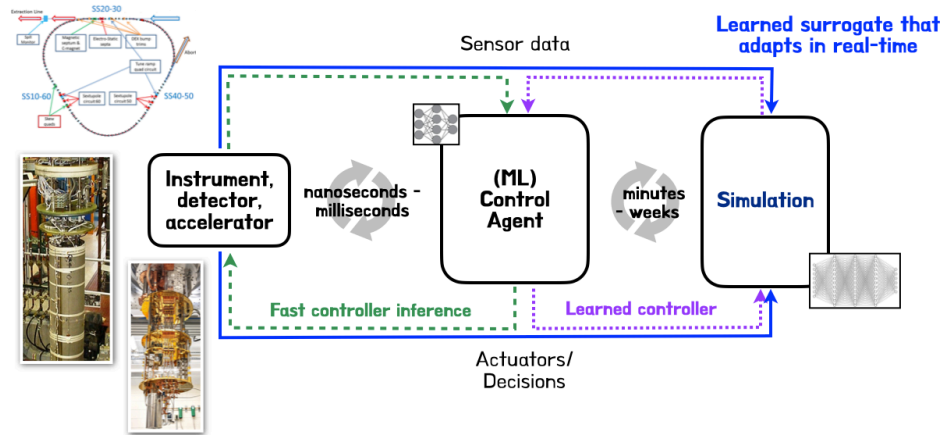 Extraction Line
SS20-30
Abort
SS10-60
SS40-50
Sensor data
Learned surrogate that
adapts in real-time
Instrument,
detector,
accelerator
nanoseconds -
milliseconds
(ML)
Control
Agent
minutes
- weeks
Simulation
Fast controller inference
Learned controller
Actuators/
Decisions